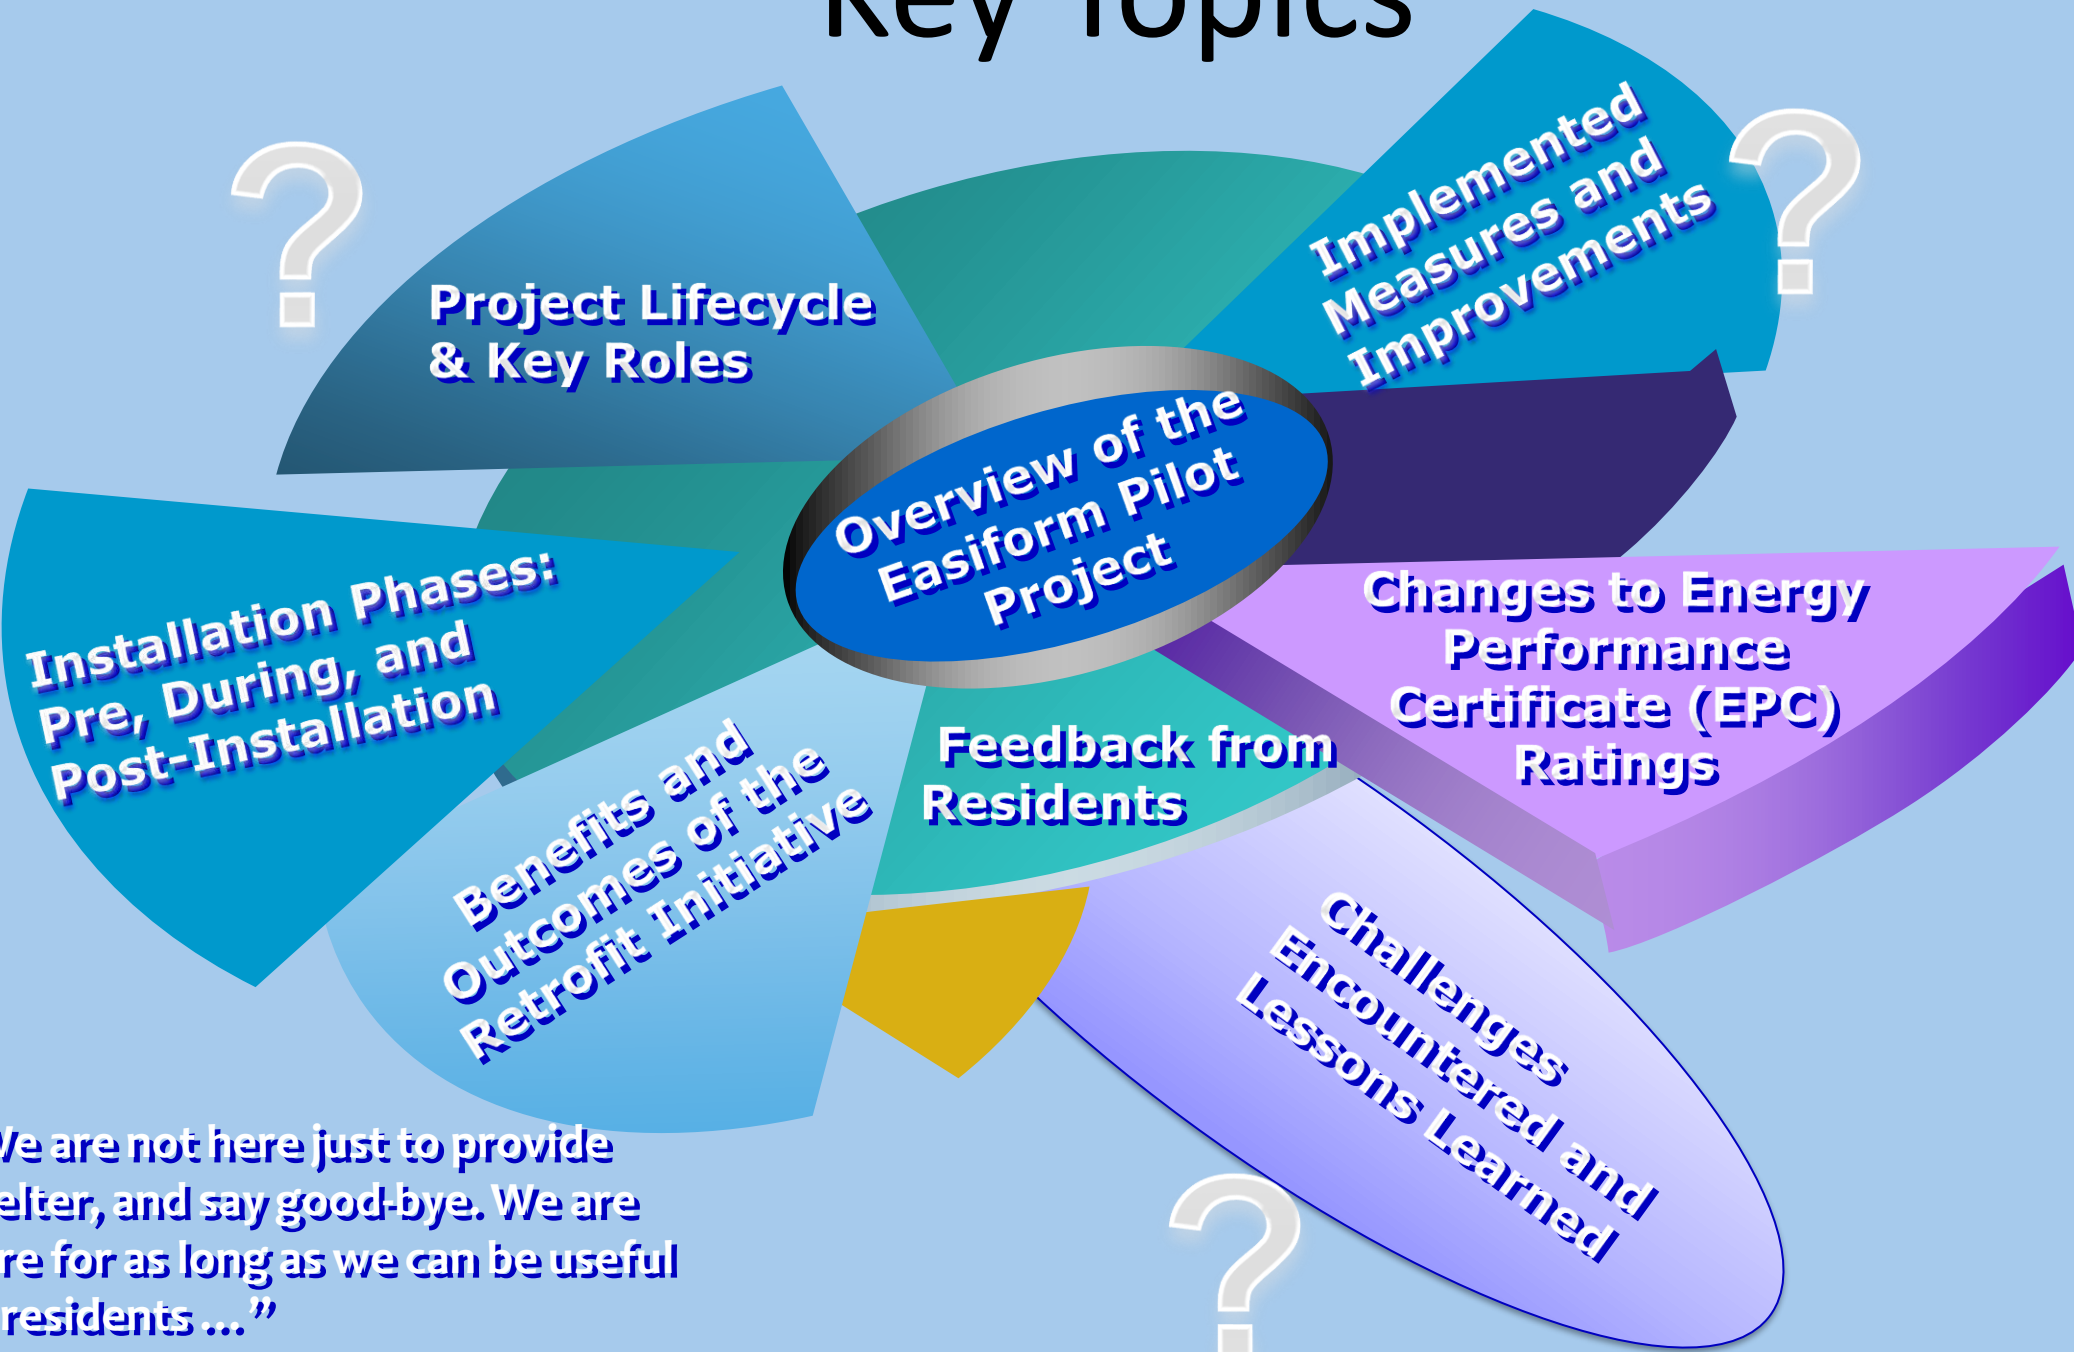 Key Topics
Implemented
Measures and
Improvements
?
?
Project Lifecycle
& Key Roles
Overview of the
Easiform Pilot
Project
Installation Phases:
Pre, During, and
Post-Installation
Changes to Energy
Performance
Certificate (EPC)
Ratings
Benefits and
Outcomes of the
Retrofit Initiative
Feedback from
Residents
Challenges
Encountered and
Lessons Learned
We are not here just to provide
elter, and say good-bye. We are
re for as long as we can be useful
residents ...”
?